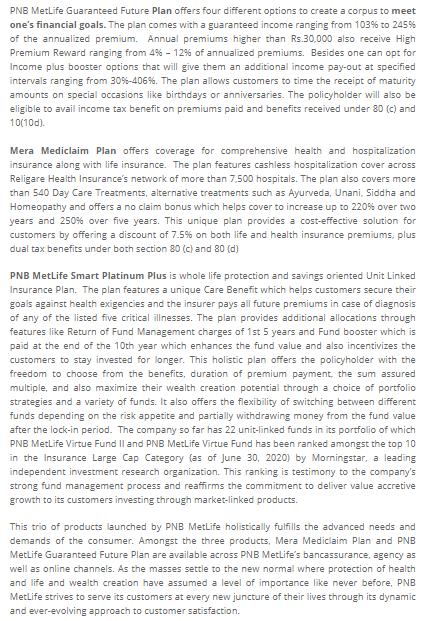 PNB MetLife Guaranteed Future Plan offers four different options to create a corpus to meet
one's financial goals. The plan comes with a guaranteed income ranging from 103% to 245%
of the annualized premium. Annual premiums higher than Rs.30,000 also receive High
Premium Reward ranging from 4% – 12% of annualized premiums. Besides one can opt for
Income plus booster options that will give them an additional income pay-out at specified
intervals ranging from 30%-406%. The plan allows customers to time the receipt of maturity
amounts on special occasions like birthdays or anniversaries. The policyholder will also be
eligible to avail income tax benefit on premiums paid and benefits received under 80 (c) and
10(10d).
Mera Mediclaim Plan offers coverage for comprehensive health and hospitalization
insurance along with life insurance. The plan features cashless hospitalization cover across
Religare Health Insurance's network of more than 7,500 hospitals. The plan also covers more
than 540 Day Care Treatments, alternative treatments such as Ayurveda, Unani, Siddha and
Homeopathy and offers a no claim bonus which helps cover to increase up to 220% over two
years and 250% over five years. This unique plan provides a cost-effective solution for
customers by offering a discount of 7.5% on both life and health insurance premiums, plus
dual tax benefits under both section 80 (c) and 80 (d)
PNB MetLife Smart Platinum Plus is whole life protection and savings oriented Unit Linked
Insurance Plan. The plan features a unique Care Benefit which helps customers secure their
goals against health exigencies and the insurer pays all future premiums in case of diagnosis
of any of the listed five critical illnesses. The plan provides additional allocations through
features like Return of Fund Management charges of 1st 5 years and Fund booster which is
paid at the end of the 10th year which enhances the fund value and also incentivizes the
customers to stay invested for longer. This holistic plan offers the policyholder with the
freedom to choose from the benefits, duration of premium payment, the sum assured
multiple, and also maximize their wealth creation potential through a choice of portfolio
strategies and a variety of funds. It also offers the flexibility of switching between different
funds depending on the risk appetite and partially withdrawing money from the fund value
after the lock-in period. The company so far has 22 unit-linked funds in its portfolio of which
PNB MetLife Virtue Fund II and PNB MetLife Virtue Fund has been ranked amongst the top 10
in the Insurance Large Cap Category (as of June 30, 2020) by Morningstar, a leading
independent investment research organization. This ranking is testimony to the company's
strong fund management process and reaffirms the commitment to deliver value accretive
growth to its customers investing through market-linked products.
This trio of products launched by PNB MetLife holistically fulfills the advanced needs and
demands of the consumer. Amongst the three products, Mera Mediclaim Plan and PNB
MetLife Guaranteed Future Plan are available across PNB MetLife's bancassurance, agency as
well as online channels. As the masses settle to the new normal where protection of health
and life and wealth creation have assumed a level of importance like never before, PNB
MetLife strives to serve its customers at every new juncture of their lives through its dynamic
and ever-evolving approach to customer satisfaction.